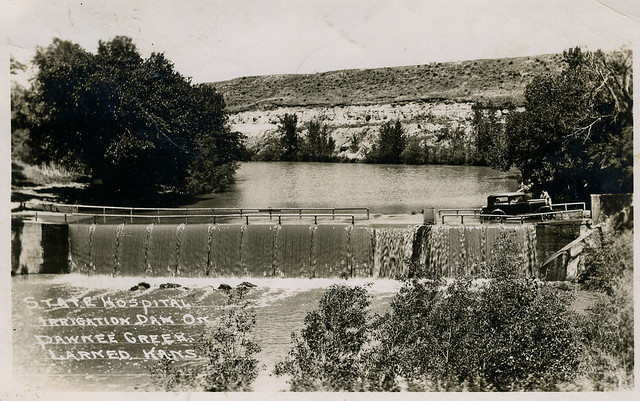 STATE HOSPITAL
IRRIGATION DAM ON
PAWNEE CREEK.
LARNED, KANS.